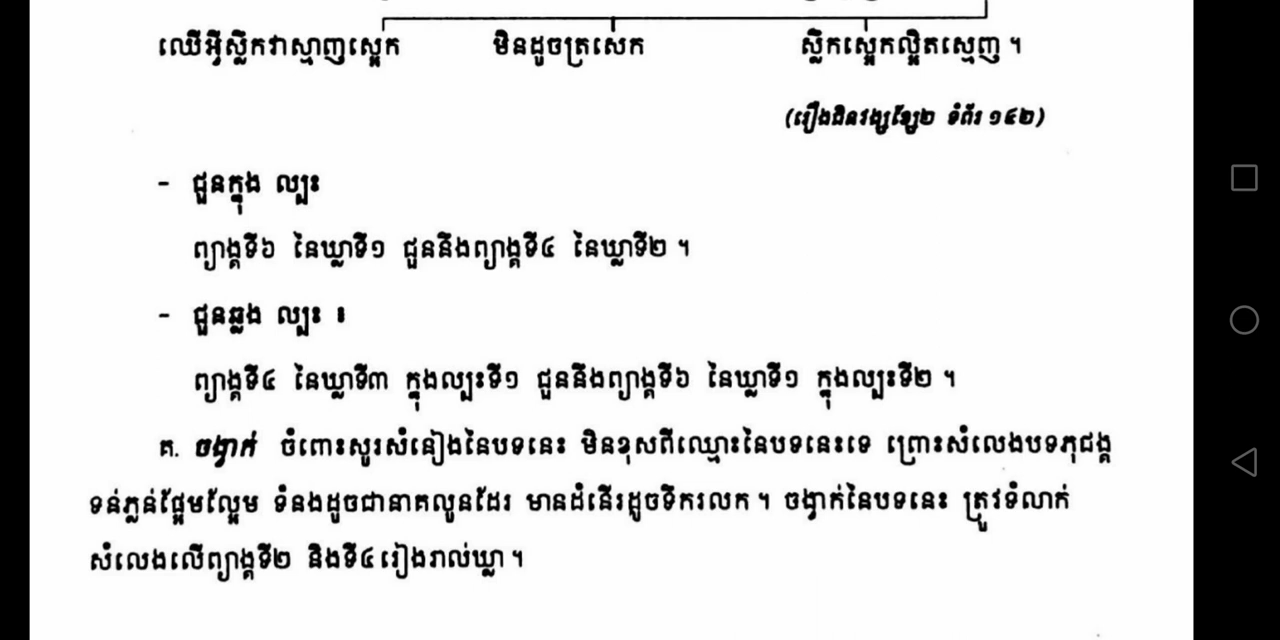 ឈើអ្វីស្លឹកវាស្មាញស្អេក មិនដូចត្រសេក ស្លឹកស្អេកល្អិតស្មេញ ។
(រឿងជិនវង្សខ្សែ២ ទំព័រ ១៤២)
- ជួនក្នុង ល្បះ
ព្យាង្គទី៦ នៃឃ្លាទី១ ជួននឹងព្យាង្គទី៤ នៃឃ្លាទី២ ។
- ជួនឆ្លង ល្បះ ៖
ព្យាង្គទី៤ នៃឃ្លាទី៣ ក្នុងល្បះទី១ ជួននឹងព្យាង្គទី៦ នៃឃ្លាទី១ ក្នុងល្បះទី២ ។
គ. ចង្វាក់ ចំពោះសូរសំនៀងនៃបទនេះ មិនខុសពីឈ្មោះនៃបទនេះទេ ព្រោះសំលេងបទភុជង្គ
ទន់ភ្លន់ផ្អែមល្ហែម ទំនងដូចជានាគលូនដែរ មានដំនើរដូចទឹករលក ។ ចង្វាក់នៃបទនេះ ត្រូវទំលាក់
សំលេងលើព្យាង្គទី២ និងទី៤ រៀងរាល់ឃ្លា ។